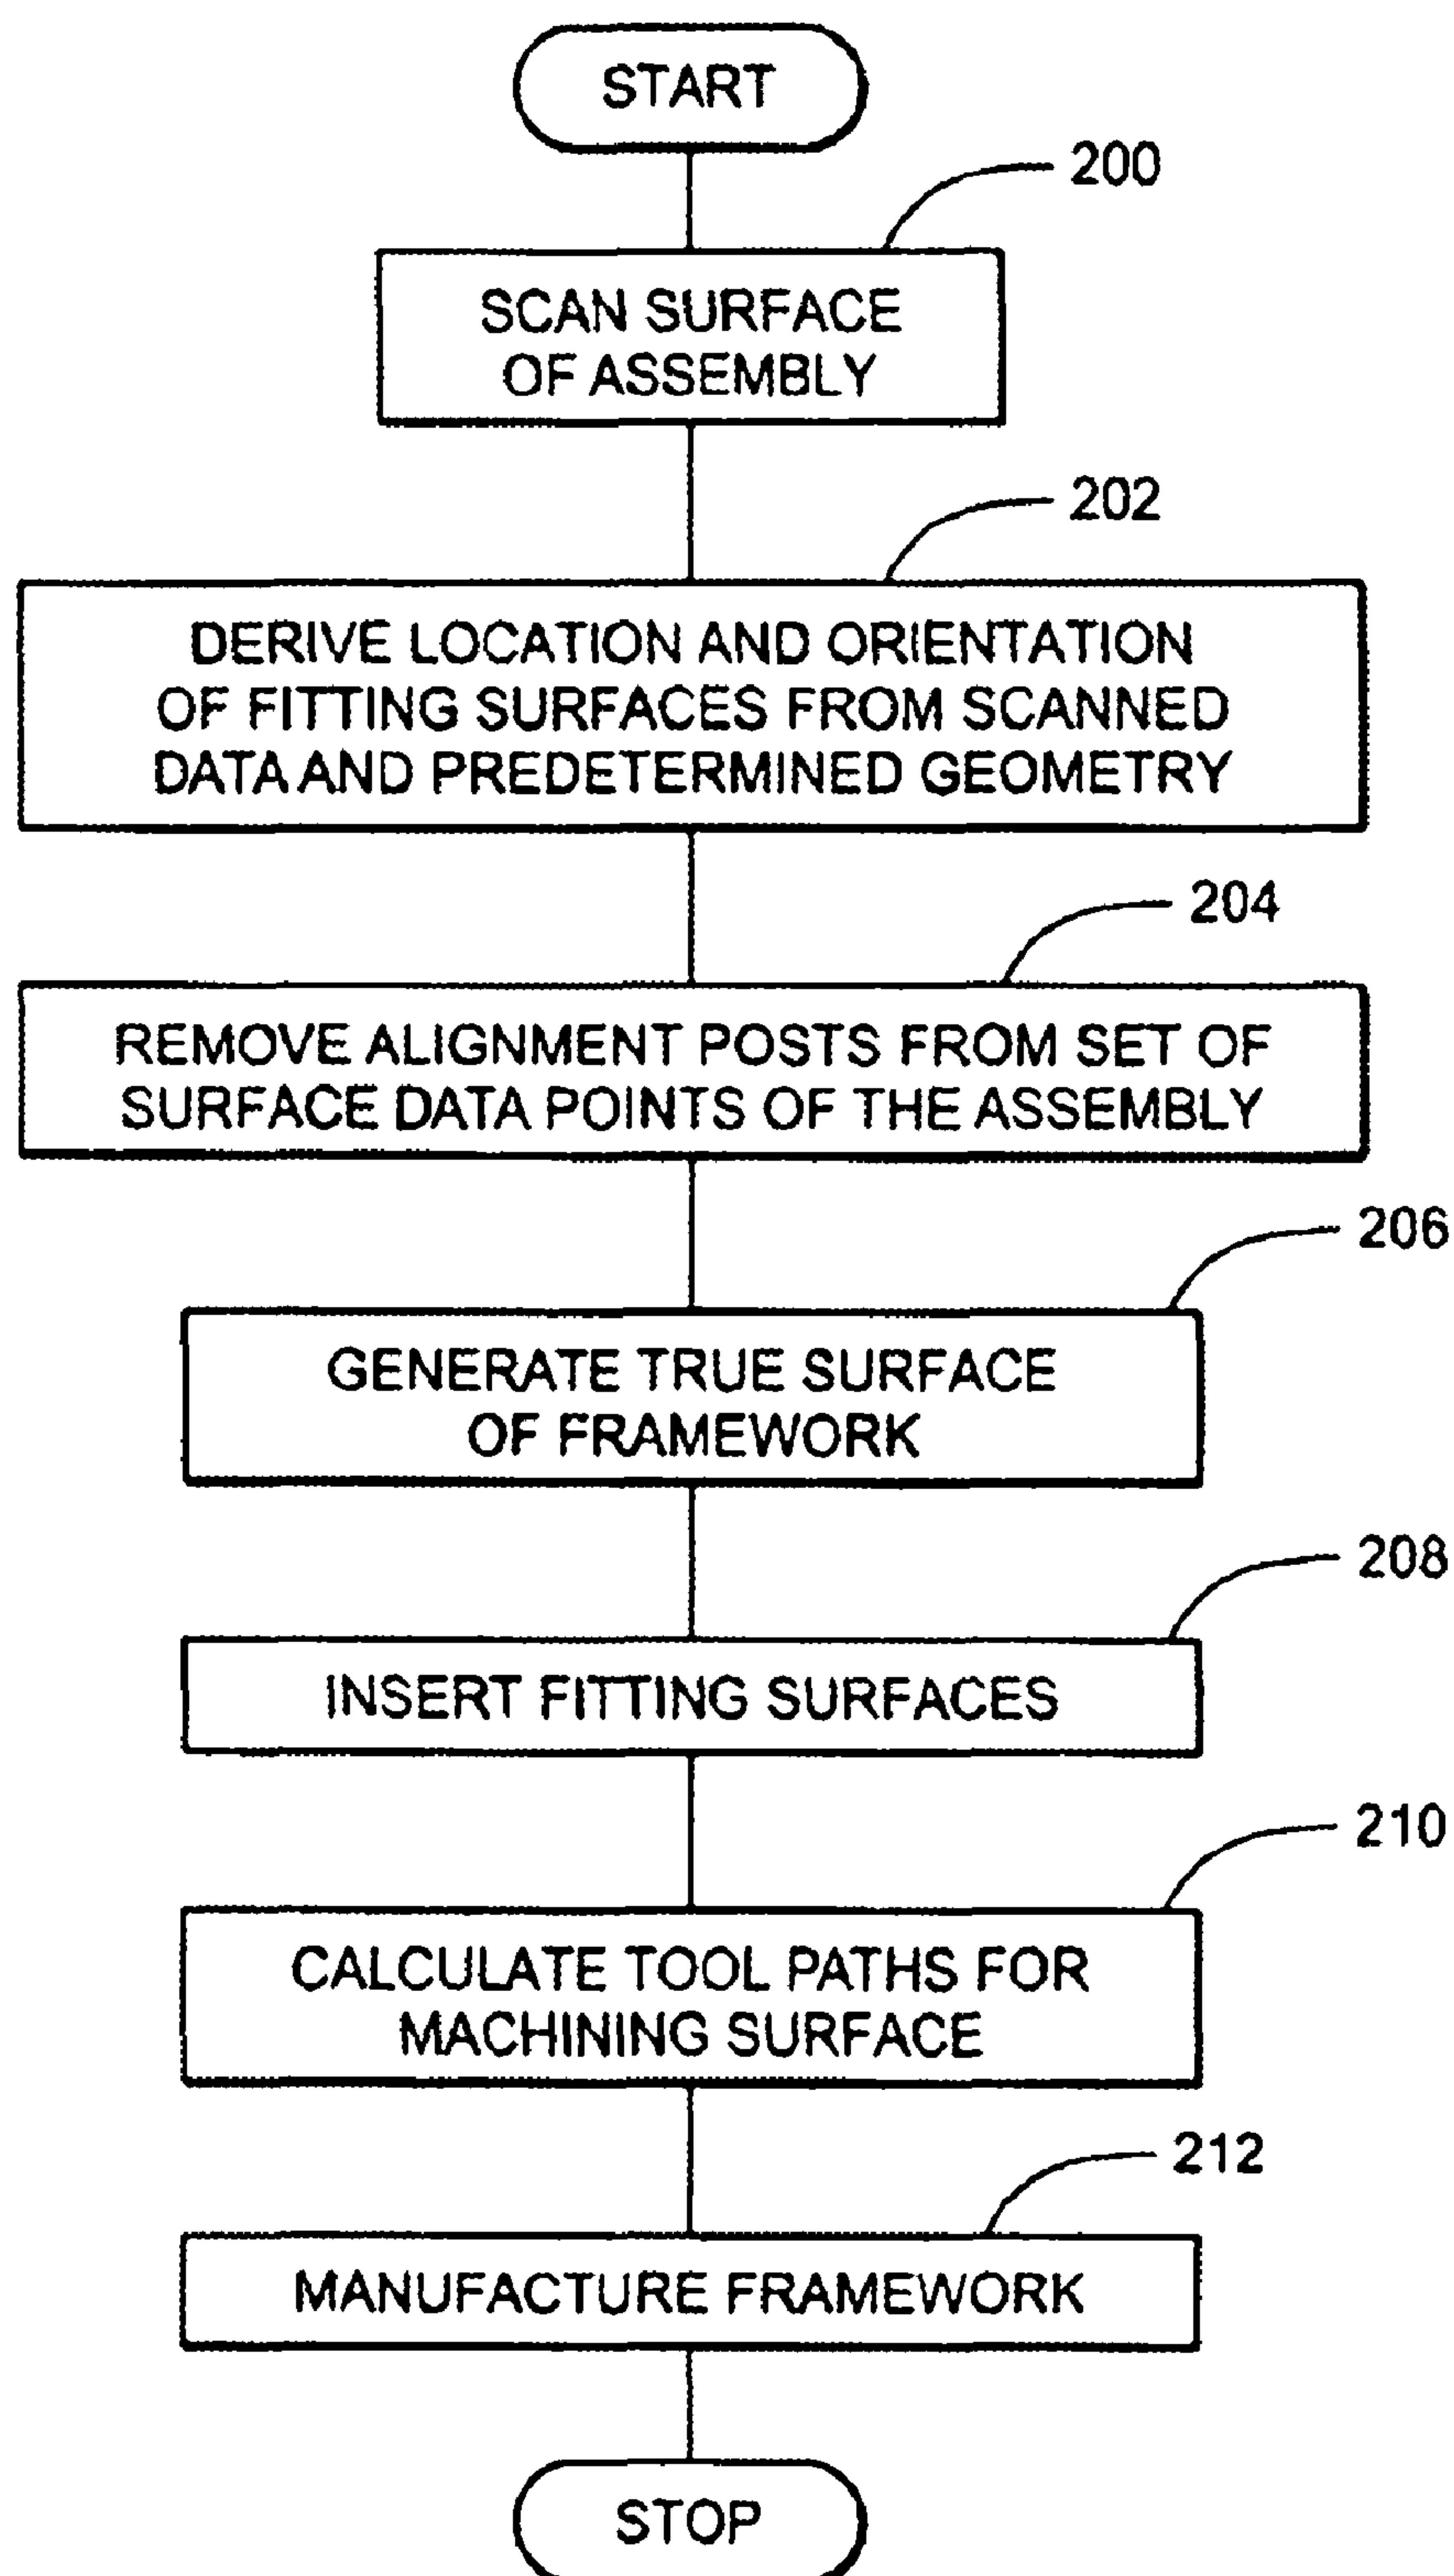 START
200
SCAN SURFACE
OF ASSEMBLY
202
DERIVE LOCATION AND ORIENTATION
OF FITTING SURFACES FROM SCANNED
DATA AND PREDETERMINED GEOMETRY
204
REMOVE ALIGNMENT POSTS FROM SET OF
SURFACE DATA POINTS OF THE ASSEMBLY
206
GENERATE TRUE SURFACE
OF FRAMEWORK
208
INSERT FITTING SURFACES
210
CALCULATE TOOL PATHS FOR
MACHINING SURFACE
212
MANUFACTURE FRAMEWORK
STOP